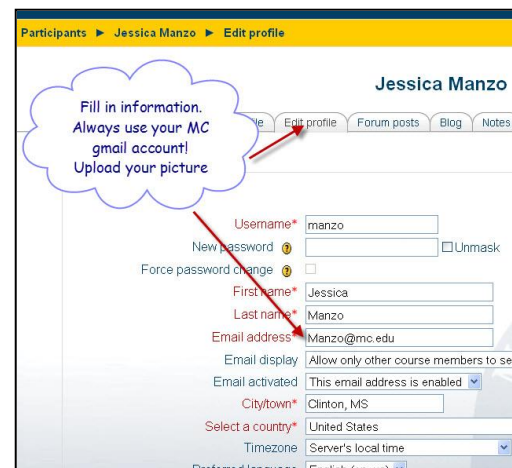 Participants ► Jessica Manzo ► Edit profile
Jessica Manzo
Fill in information.
Always use your MC
gmail account!
Upload your picture
Edit profile Forum posts Blog Notes
Username* manzo
New password Unmask
Force password change
First name* Jessica
Last name* Manzo
Email address* Manzo@mc.edu
Email display Allow only other course members to se
Email activated This email address is enabled
City/town* Clinton, MS
Select a country* United States
Timezone Server's local time
Preferred language English